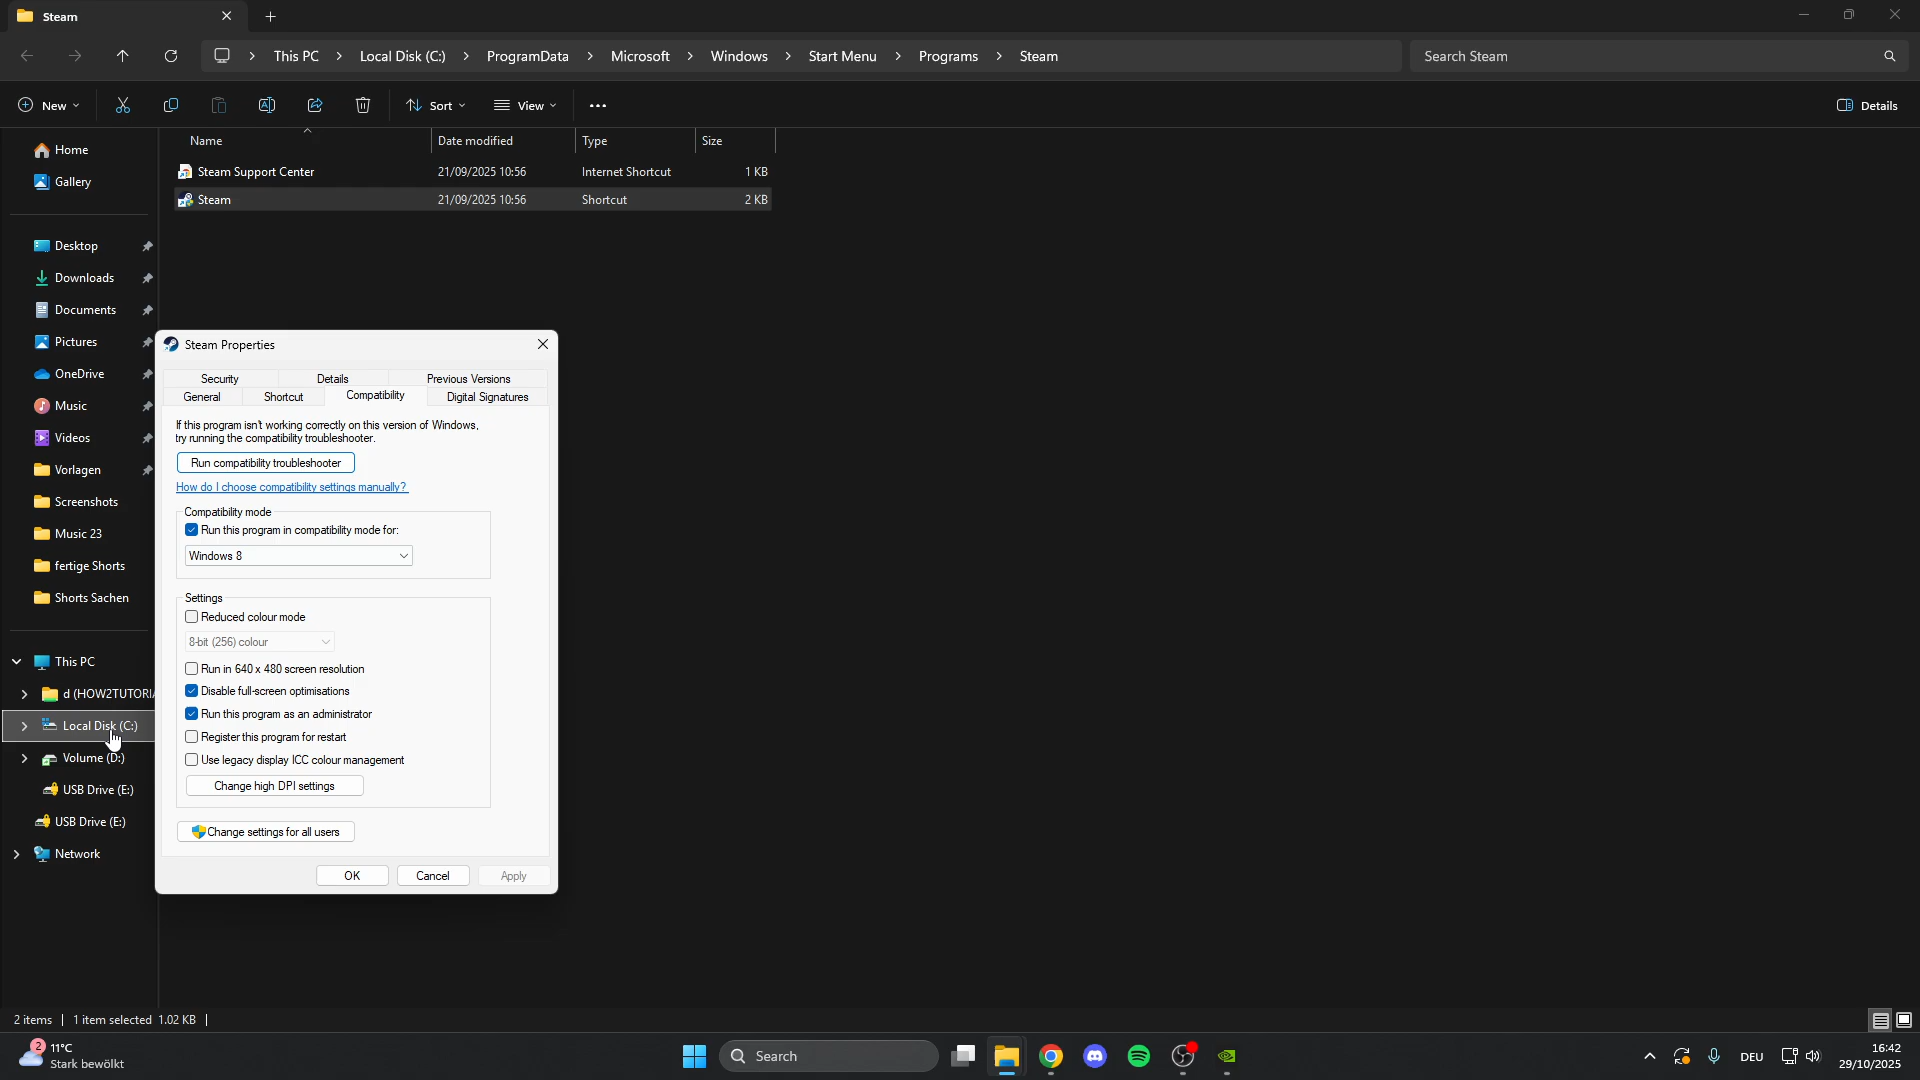 Steam
This PC
Local Disk (C:)
ProgramData
Microsoft
Windows
Start Menu
Programs
Steam
Search Steam
New
Sort
View
Details
Name
Date modified
Type
Size
Steam Support Center
21/09/2025 10:56
Internet Shortcut
1 KB
Steam
21/09/2025 10:56
Shortcut
2 KB
Home
Gallery
Desktop
Downloads
Documents
Pictures
OneDrive
Music
Videos
Vorlagen
Screenshots
Music 23
fertige Shorts
Shorts Sachen
This PC
d (HOW2TUTORIA
Local Disk (C:)
Volume (D:)
USB Drive (E:)
USB Drive (E:)
Network
Steam Properties
Security
Details
Previous Versions
General
Shortcut
Compatibility
Digital Signatures
If this program isn't working correctly on this version of Windows,
try running the compatibility troubleshooter.
Run compatibility troubleshooter
How do I choose compatibility settings manually?
Compatibility mode
Run this program in compatibility mode for:
Windows 8
Settings
Reduced colour mode
8-bit (256) colour
Run in 640 x 480 screen resolution
Disable full-screen optimisations
Run this program as an administrator
Register this program for restart
Use legacy display ICC colour management
Change high DPI settings
Change settings for all users
OK
Cancel
Apply
2 items
1 item selected 1.02 KB
2
11°C
Stark bewölkt
Search
DEU
16:42
29/10/2025